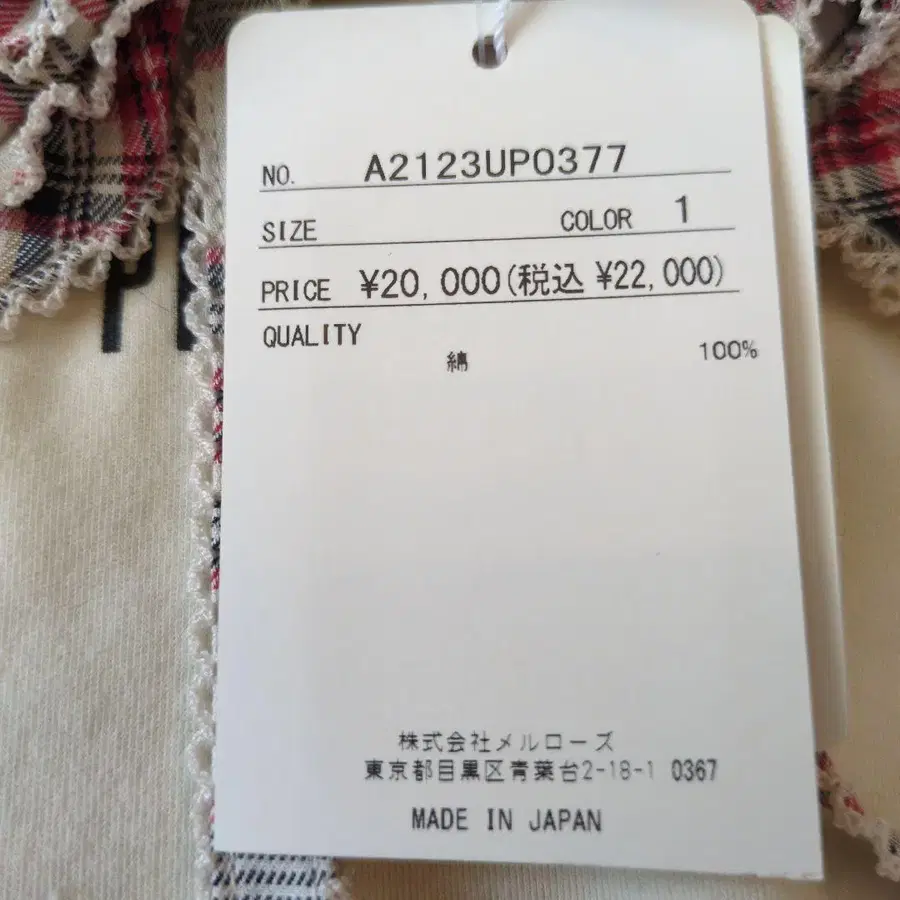 NO. A2123UP0377
SIZE COLOR 1
PRICE ¥20,000(税込 ¥22,000)
QUALITY
綿 100%
株式会社メルローズ
東京都目黒区青葉台2-18-1 0367
MADE IN JAPAN